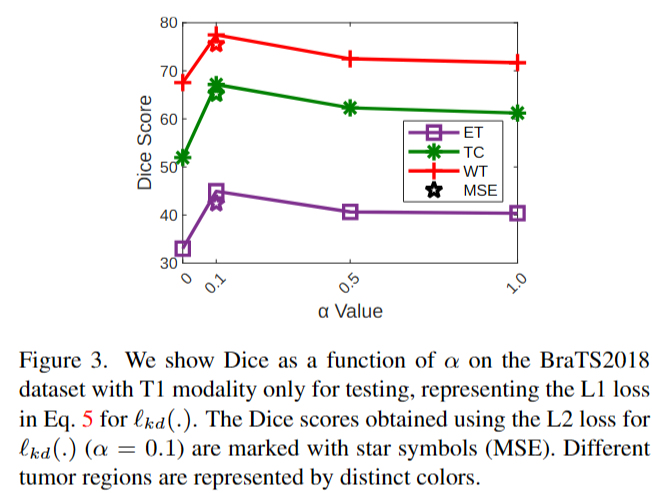 80
70
60
50
40
30
Dice Score
ET
TC
WT
MSE
0
0.1
0.5
1.0
α Value
Figure 3. We show Dice as a function of α on the BraTS2018
dataset with T1 modality only for testing, representing the L1 loss
in Eq. 5 for ℓkd(.). The Dice scores obtained using the L2 loss for
ℓkd(.) (α = 0.1) are marked with star symbols (MSE). Different
tumor regions are represented by distinct colors.